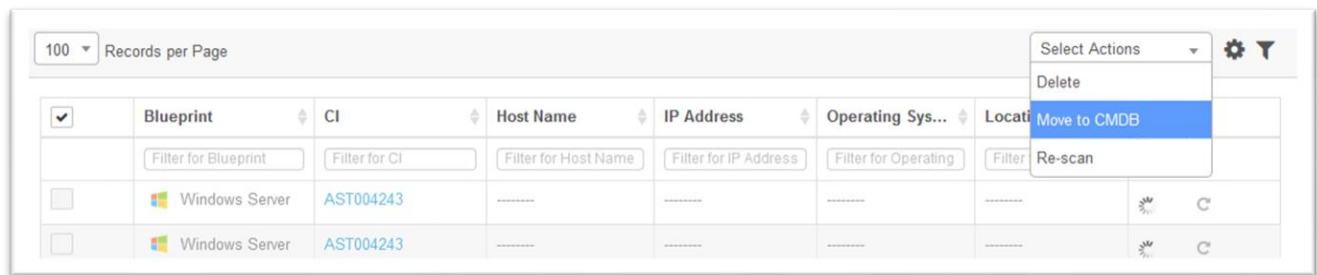 100 Records per Page Select Actions
Delete
Blueprint CI Host Name IP Address Operating Sys... Locati Move to CMDB
Filter for Blueprint Filter for CI Filter for Host Name Filter for IP Address Filter for Operating Filter Re-scan
Windows Server AST004243 -------- -------- -------- --------
Windows Server AST004243 -------- -------- -------- --------